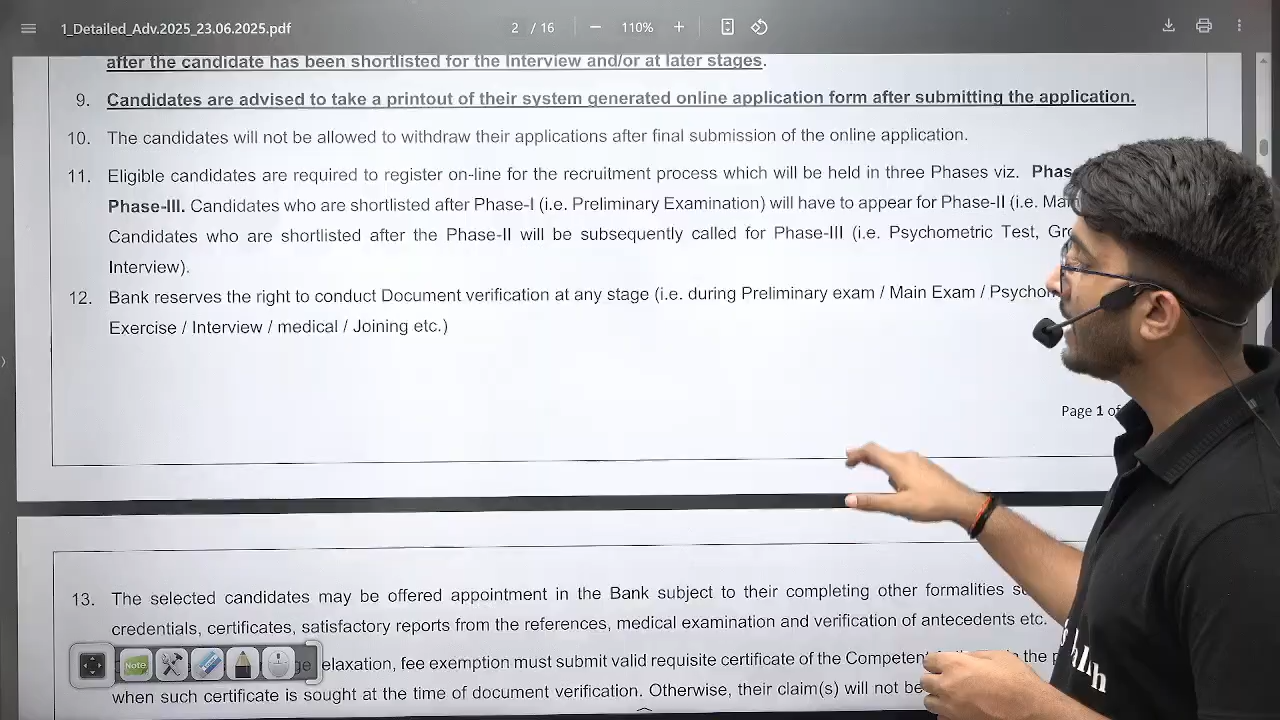 1_Detailed_Adv.2025_23.06.2025.pdf
2 / 16
110%
after the candidate has been shortlisted for the Interview and/or at later stages.
9. Candidates are advised to take a printout of their system generated online application form after submitting the application.
10. The candidates will not be allowed to withdraw their applications after final submission of the online application.
11. Eligible candidates are required to register on-line for the recruitment process which will be held in three Phases viz.
Phase-III. Candidates who are shortlisted after Phase-I (i.e. Preliminary Examination) will have to appear for Phase-II (i.e.
Candidates who are shortlisted after the Phase-II will be subsequently called for Phase-III (i.e. Psychometric Test,
Interview).
12. Bank reserves the right to conduct Document verification at any stage (i.e. during Preliminary exam / Main Exam /
Exercise / Interview / medical / Joining etc.)
Page 1 of
13. The selected candidates may be offered appointment in the Bank subject to their completing other formalities
credentials, certificates, satisfactory reports from the references, medical examination and verification of antecedents etc.
Note
elaxation, fee exemption must submit valid requisite certificate of the Competent
when such certificate is sought at the time of document verification. Otherwise, their claim(s) will not be